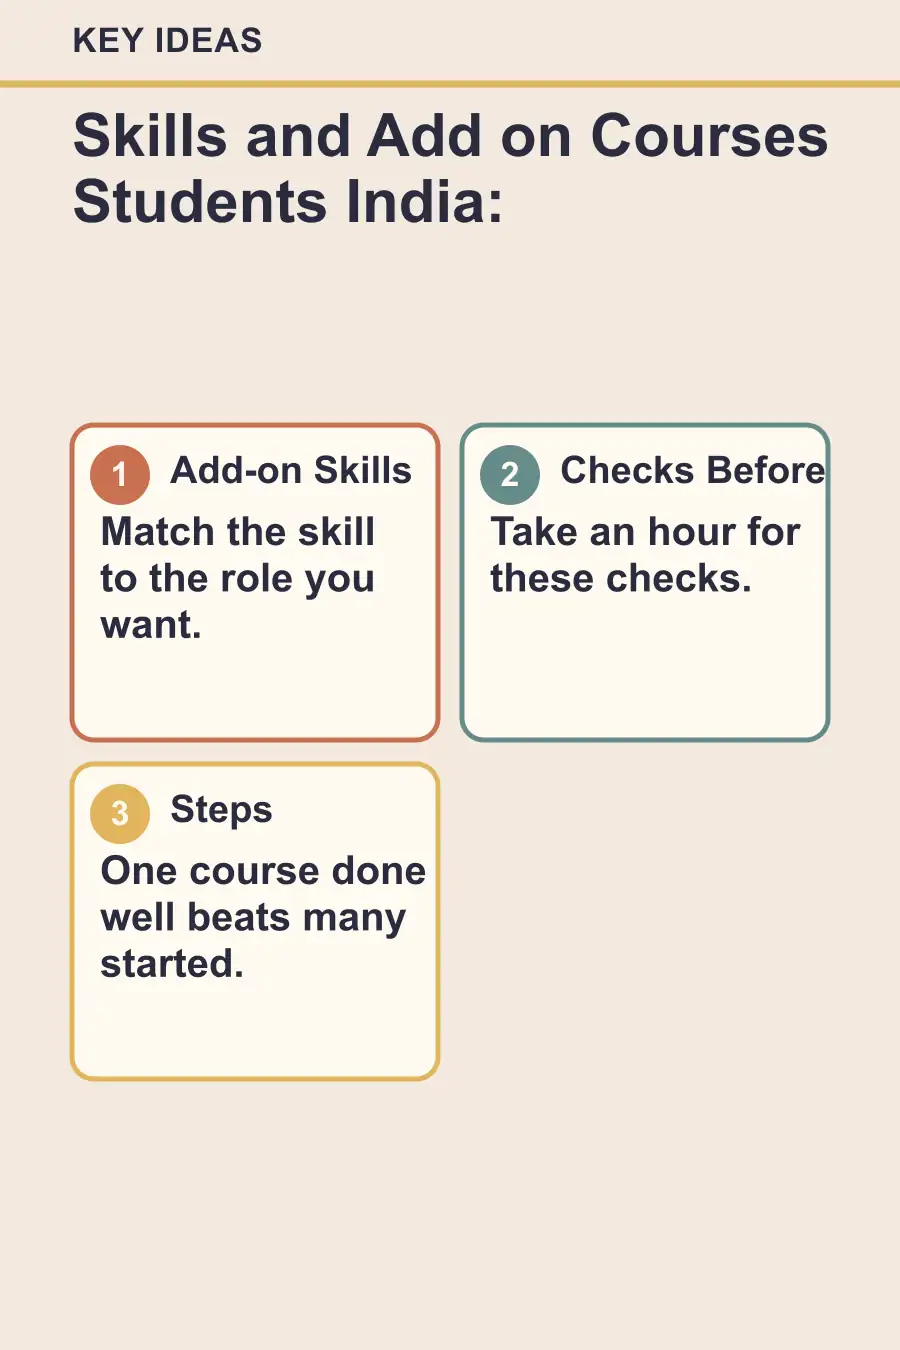 KEY IDEAS
Skills and Add on Courses
Students India:
1 Add-on Skills
Match the skill
to the role you
want.
2 Checks Before
Take an hour for
these checks.
3 Steps
One course done
well beats many
started.